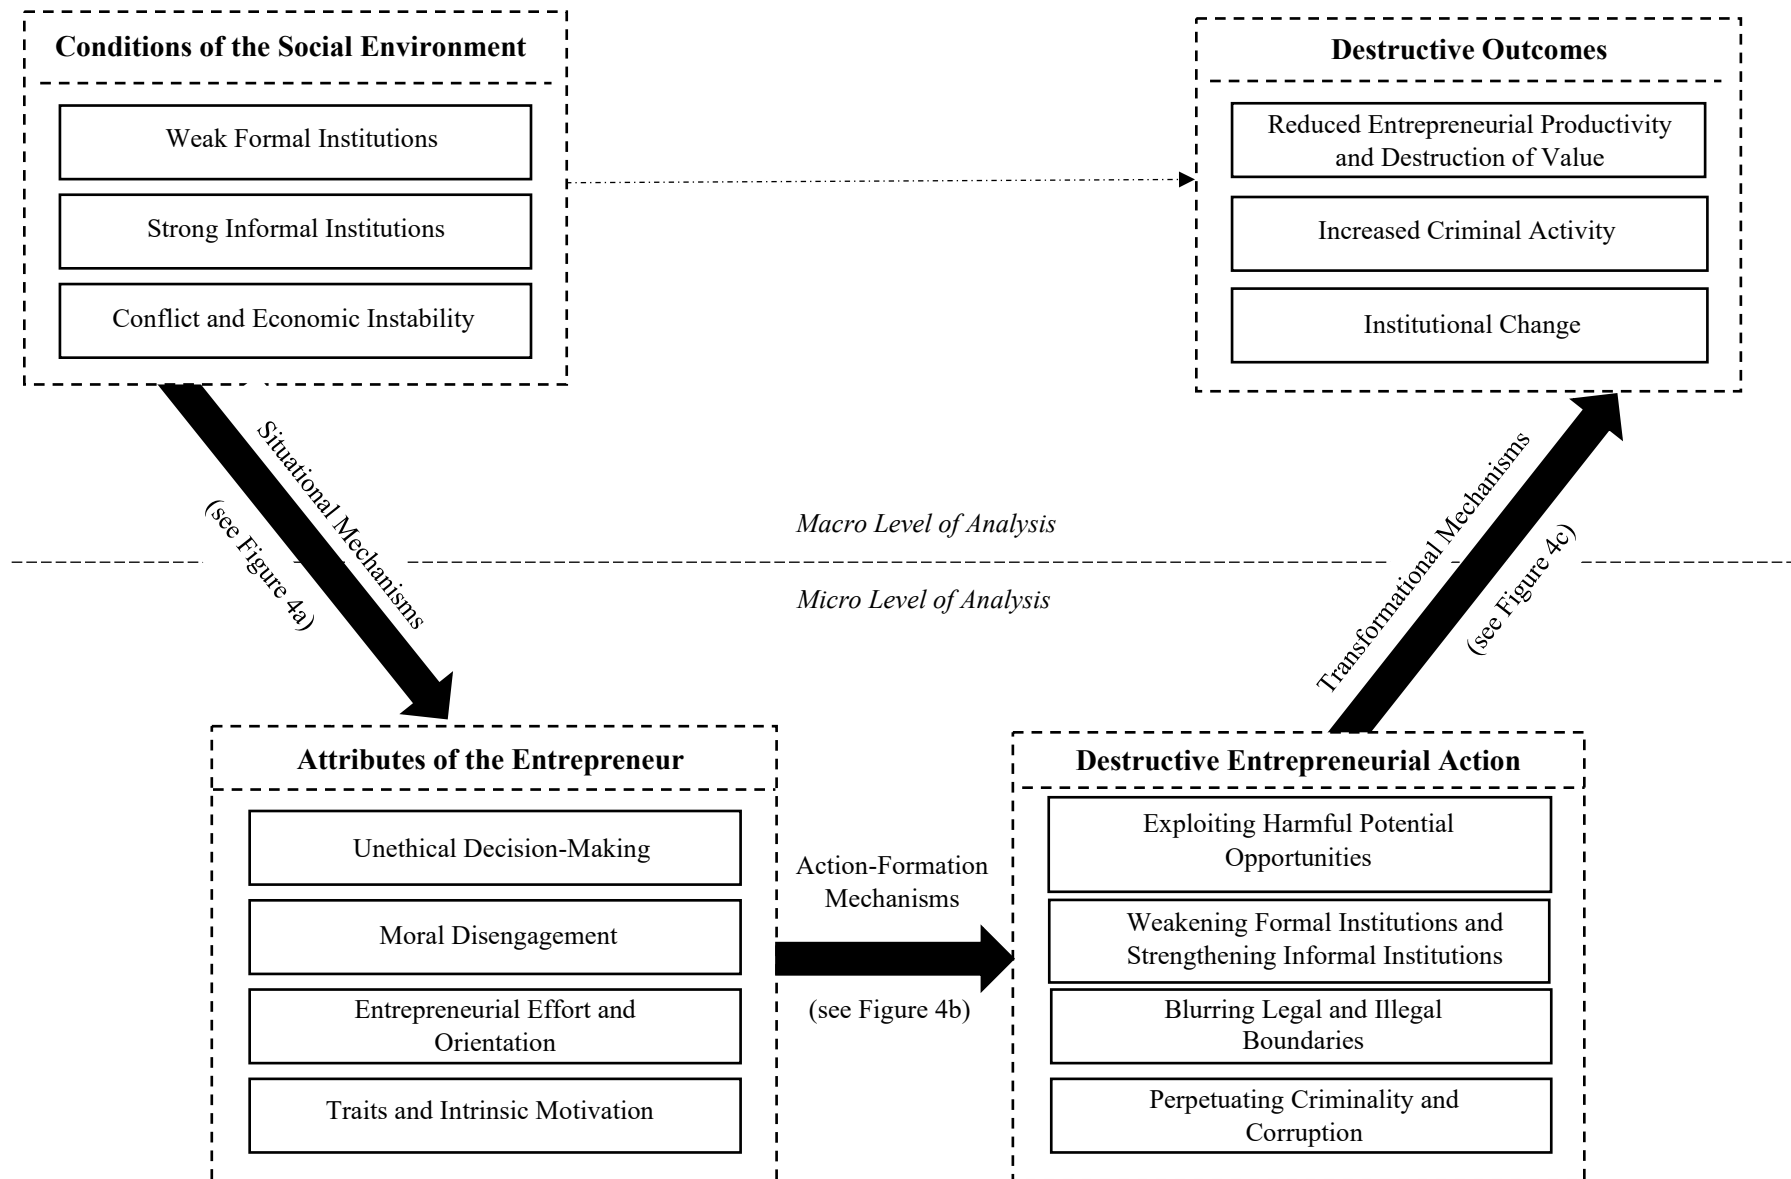 Conditions of the Social Environment
Weak Formal Institutions
Strong Informal Institutions
Conflict and Economic Instability
Destructive Outcomes
Reduced Entrepreneurial Productivity
and Destruction of Value
Increased Criminal Activity
Institutional Change
Situational Mechanisms
(see Figure 4a)
Macro Level of Analysis
Micro Level of Analysis
Transformational Mechanisms
(see Figure 4c)
Attributes of the Entrepreneur
Unethical Decision-Making
Moral Disengagement
Entrepreneurial Effort and
Orientation
Traits and Intrinsic Motivation
Action-Formation
Mechanisms
(see Figure 4b)
Destructive Entrepreneurial Action
Exploiting Harmful Potential
Opportunities
Weakening Formal Institutions and
Strengthening Informal Institutions
Blurring Legal and Illegal
Boundaries
Perpetuating Criminality and
Corruption